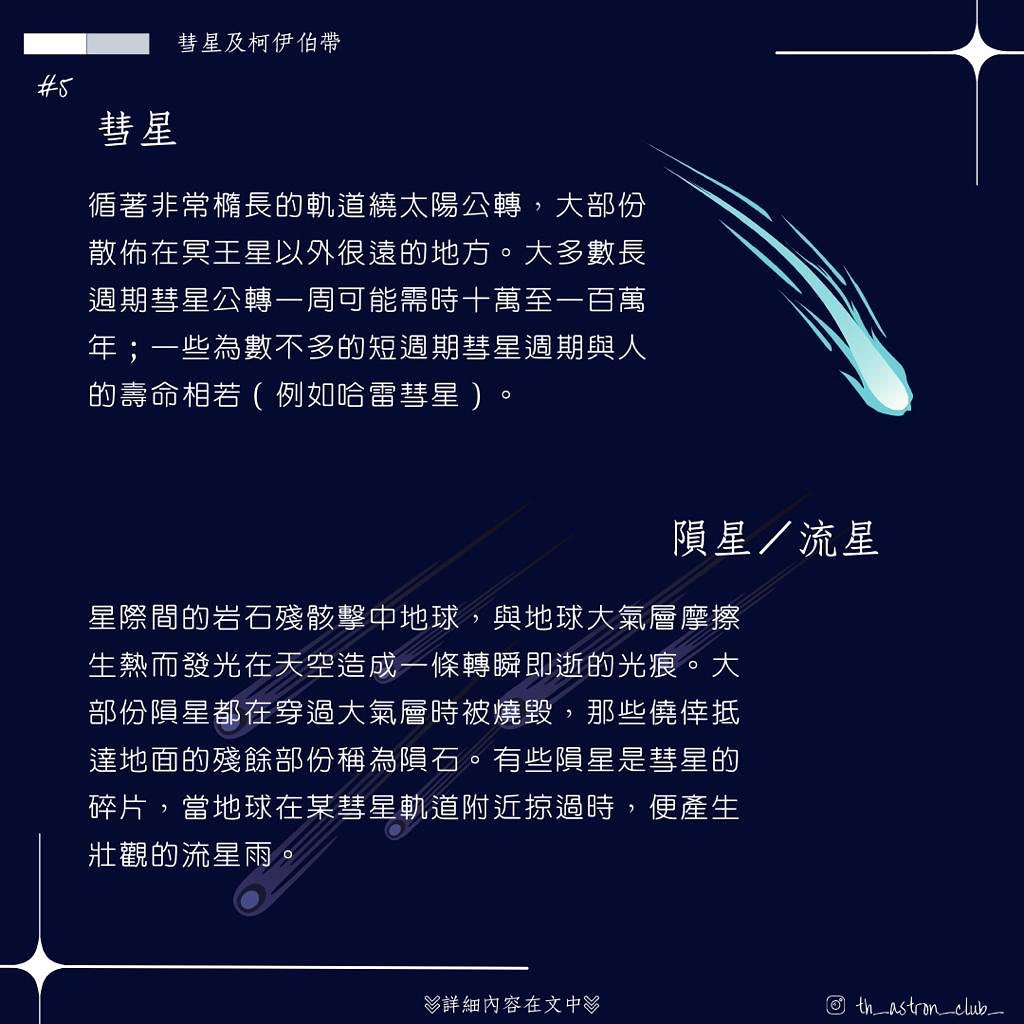 彗星及柯伊伯帶
#5
彗星
循著非常橢長的軌道繞太陽公轉，大部份
散佈在冥王星以外很遠的地方。大多數長
週期彗星公轉一周可能需時十萬至一百萬
年；一些為數不多的短週期彗星週期與人
的壽命相若（例如哈雷彗星）。
隕星／流星
星際間的岩石殘骸擊中地球，與地球大氣層摩擦
生熱而發光在天空造成一條轉瞬即逝的光痕。大
部份隕星都在穿過大氣層時被燒毀，那些僥倖抵
達地面的殘餘部份稱為隕石。有些隕星是彗星的
碎片，當地球在某彗星軌道附近掠過時，便產生
壯觀的流星雨。
詳細內容在文中
th_astron_club_